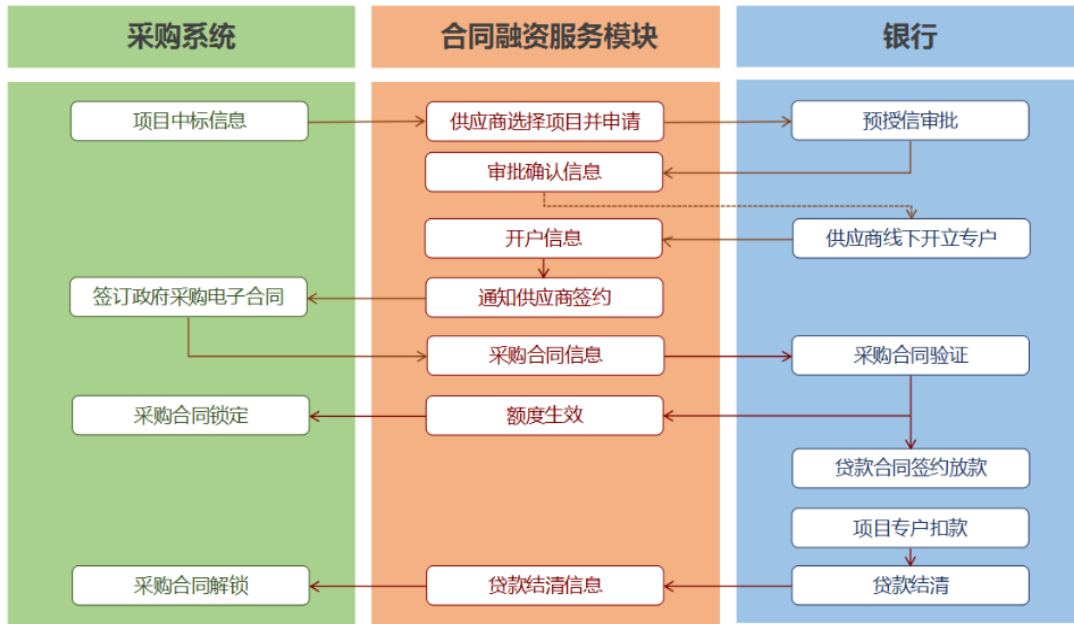 采购系统
合同融资服务模块
银行
项目中标信息
供应商选择项目并申请
预授信审批
审批确认信息
开户信息
供应商线下开立专户
签订政府采购电子合同
通知供应商签约
采购合同信息
采购合同验证
采购合同锁定
额度生效
贷款合同签约放款
项目专户扣款
采购合同解锁
贷款结清信息
贷款结清